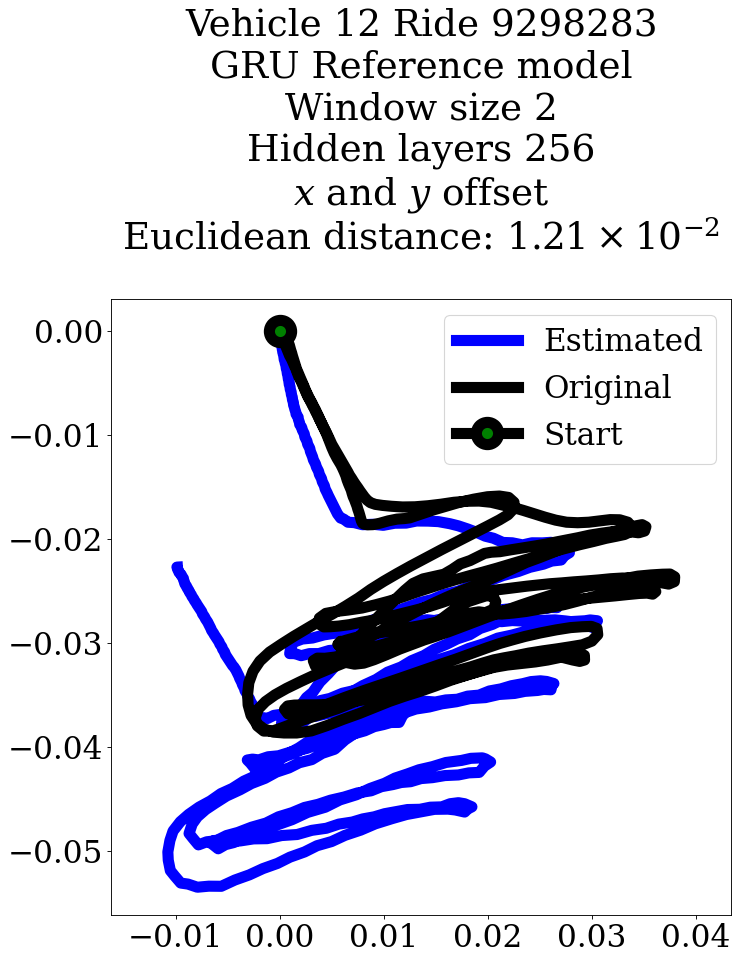 Vehicle 12 Ride 9298283
GRU Reference model
Window size 2
Hidden layers 256
x and y offset
Euclidean distance: 1.21 × 10⁻²
Estimated
Original
Start
0.00
−0.01
−0.02
−0.03
−0.04
−0.05
−0.01 0.00 0.01 0.02 0.03 0.04